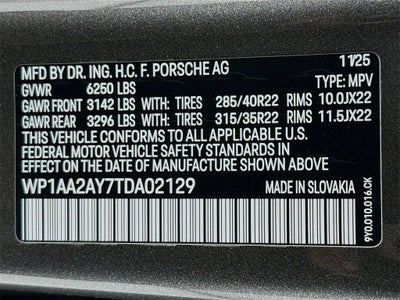 MFD BY DR. ING. H.C. F. PORSCHE AG 11/25
GVWR 6250 LBS TYPE: MPV
GAWR FRONT 3142 LBS WITH: TIRES 285/40R22 RIMS 10.0JX22
GAWR REAR 3296 LBS WITH: TIRES 315/35R22 RIMS 11.5JX22
THIS VEHICLE CONFORMS TO ALL APPLICABLE U.S.
FEDERAL MOTOR VEHICLE SAFETY STANDARDS IN
EFFECT ON THE DATE OF MANUFACTURE SHOWN ABOVE.
WP1AA2AY7TDA02129 MADE IN SLOVAKIA
9Y0.010.016.CK